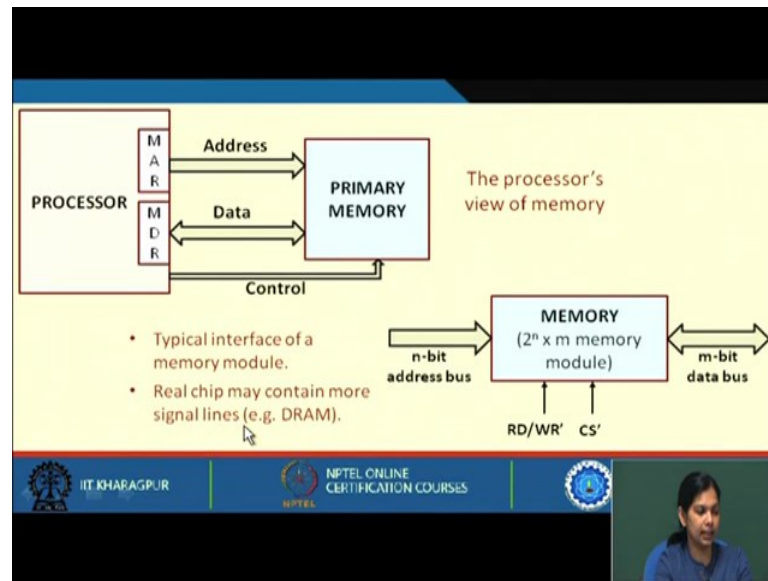 PROCESSOR
M
A
R
M
D
R
Address
Data
Control
PRIMARY
MEMORY
The processor's
view of memory
• Typical interface of a
memory module.
• Real chip may contain more
signal lines (e.g. DRAM).
n-bit
address bus
MEMORY
(2ⁿ x m memory
module)
m-bit
data bus
RD/WR'
CS'
IIT KHARAGPUR
NPTEL
NPTEL ONLINE
CERTIFICATION COURSES